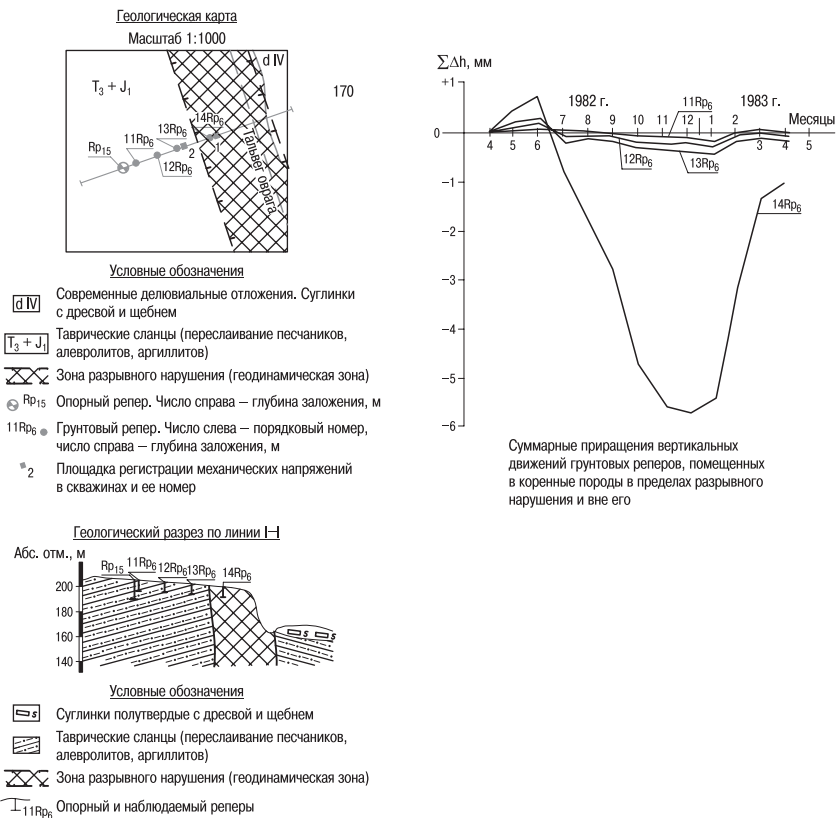 Геологическая карта
Масштаб 1:1000
d IV
T3 + J1
170
14Rp6
13Rp6
11Rp6
Rp15
1
2
12Rp6
Тальвег оврага
Условные обозначения
d IV Современные делювиальные отложения. Суглинки
с дресвой и щебнем
T3 + J1 Таврические сланцы (переслаивание песчаников,
алевролитов, аргиллитов)
Зона разрывного нарушения (геодинамическая зона)
Rp15 Опорный репер. Число справа – глубина заложения, м
11Rp6 Грунтовый репер. Число слева – порядковый номер,
число справа – глубина заложения, м
2 Площадка регистрации механических напряжений
в скважинах и ее номер
Геологический разрез по линии I–I
Абс. отм., м
Rp15 11Rp6 12Rp6 13Rp6 14Rp6
200
180
160
140
s s
Условные обозначения
s Суглинки полутвердые с дресвой и щебнем
Таврические сланцы (переслаивание песчаников,
алевролитов, аргиллитов)
Зона разрывного нарушения (геодинамическая зона)
11Rp6 Опорный и наблюдаемый реперы
∑Δh, мм
+1
0
–1
–2
–3
–4
–5
–6
1982 г. 11Rp6 1983 г.
Месяцы
4 5 6 7 8 9 10 11 12 1 2 3 4 5
12Rp6 13Rp6
14Rp6
Суммарные приращения вертикальных
движений грунтовых реперов, помещенных
в коренные породы в пределах разрывного
нарушения и вне его